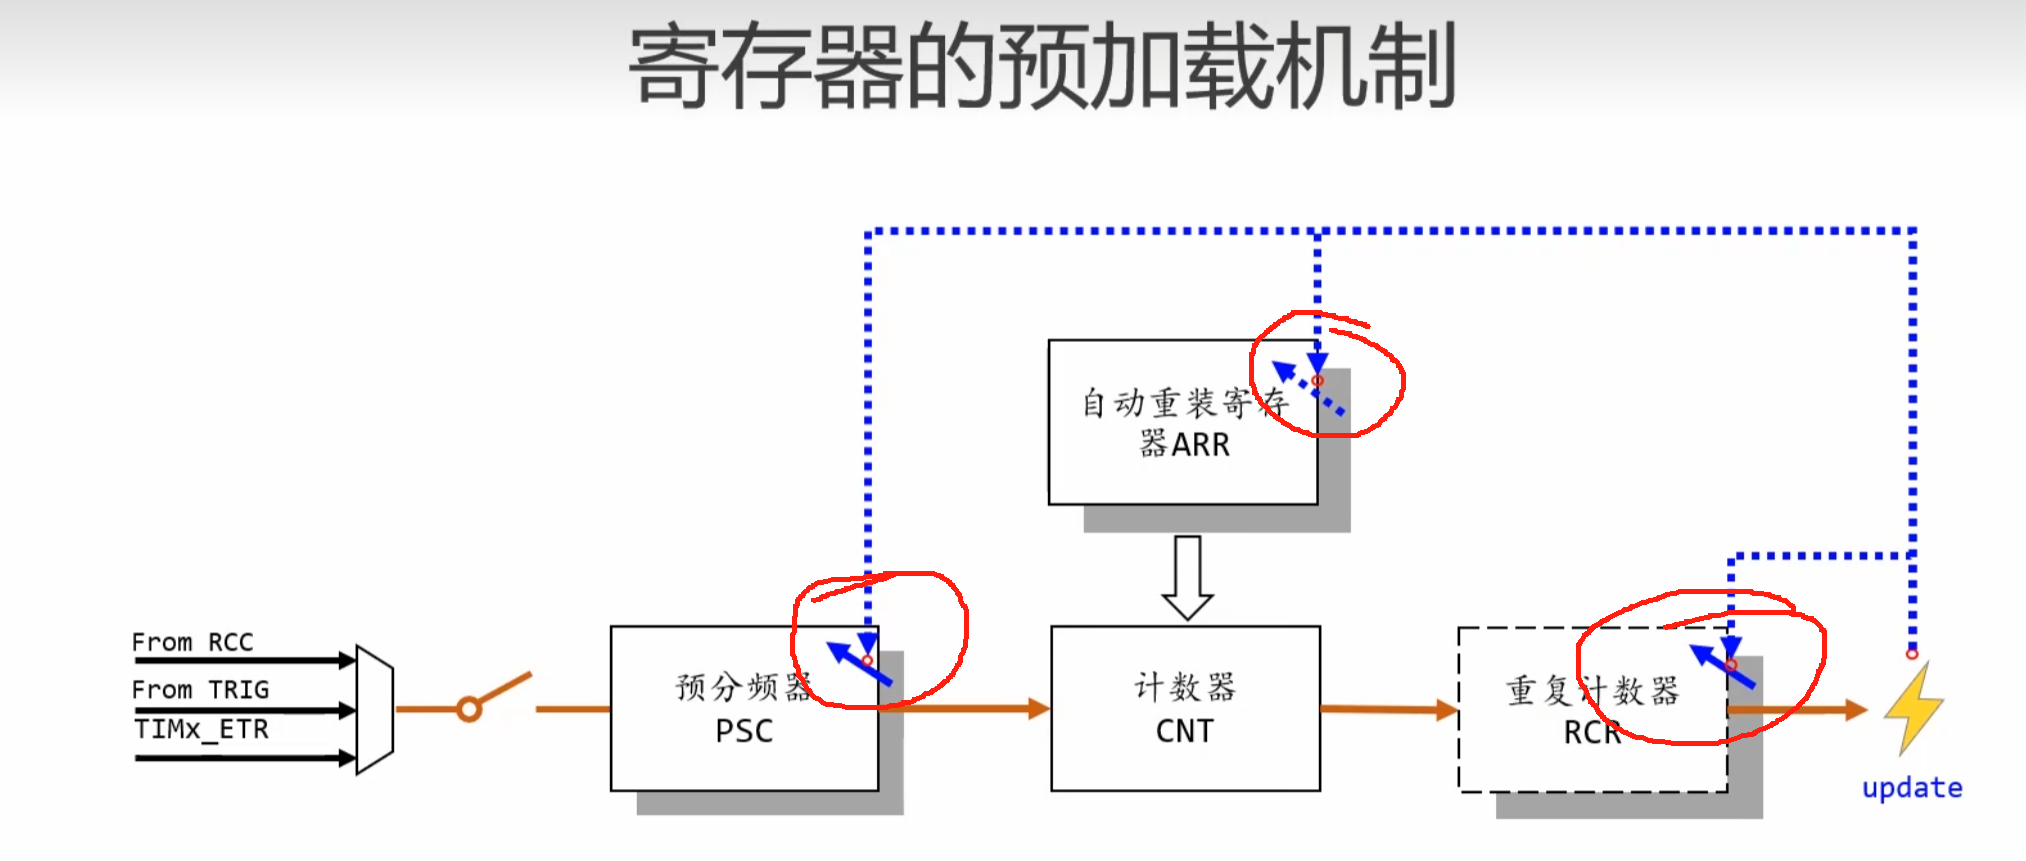 寄存器的预加载机制
自动重装寄存
器ARR
From RCC
From TRIG
TIMx_ETR
预分频器
PSC
计数器
CNT
重复计数器
RCR
update